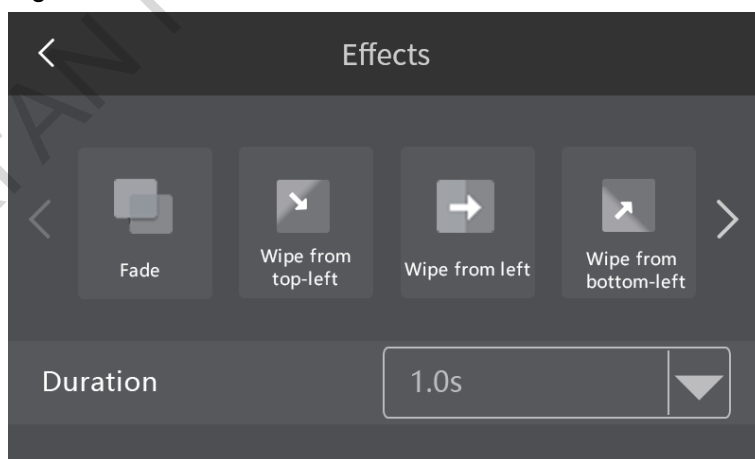 Effects
Fade
Wipe from
top-left
Wipe from left
Wipe from
bottom-left
Duration
1.0s